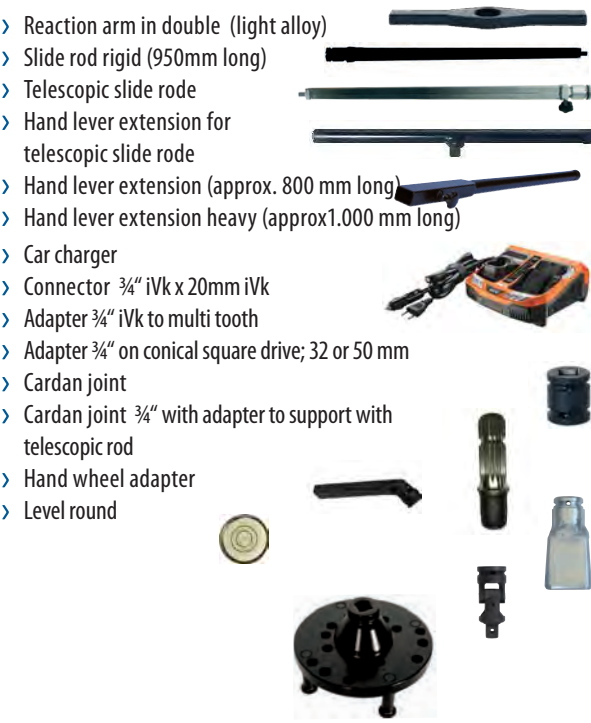 › Reaction arm in double (light alloy)
› Slide rod rigid (950mm long)
› Telescopic slide rode
› Hand lever extension for
telescopic slide rode
› Hand lever extension (approx. 800 mm long)
› Hand lever extension heavy (approx1.000 mm long)
› Car charger
› Connector ¾“ iVk x 20mm iVk
› Adapter ¾“ iVk to multi tooth
› Adapter ¾“ on conical square drive; 32 or 50 mm
› Cardan joint
› Cardan joint ¾“ with adapter to support with
telescopic rod
› Hand wheel adapter
› Level round